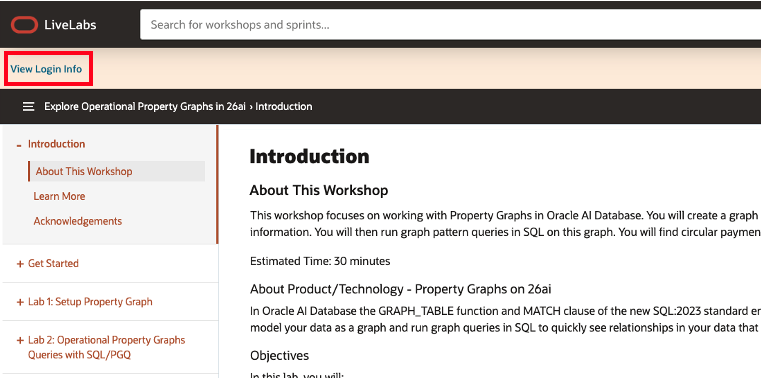 LiveLabs
Search for workshops and sprints...
View Login Info
Explore Operational Property Graphs in 26ai › Introduction
- Introduction
About This Workshop
Learn More
Acknowledgements
+ Get Started
+ Lab 1: Setup Property Graph
+ Lab 2: Operational Property Graphs
Queries with SQL/PGQ
Introduction
About This Workshop
This workshop focuses on working with Property Graphs in Oracle AI Database. You will create a graph
information. You will then run graph pattern queries in SQL on this graph. You will find circular paymen
Estimated Time: 30 minutes
About Product/Technology - Property Graphs on 26ai
In Oracle AI Database the GRAPH_TABLE function and MATCH clause of the new SQL:2023 standard en
model your data as a graph and run graph queries in SQL to quickly see relationships in your data that
Objectives
In this lab, you will: